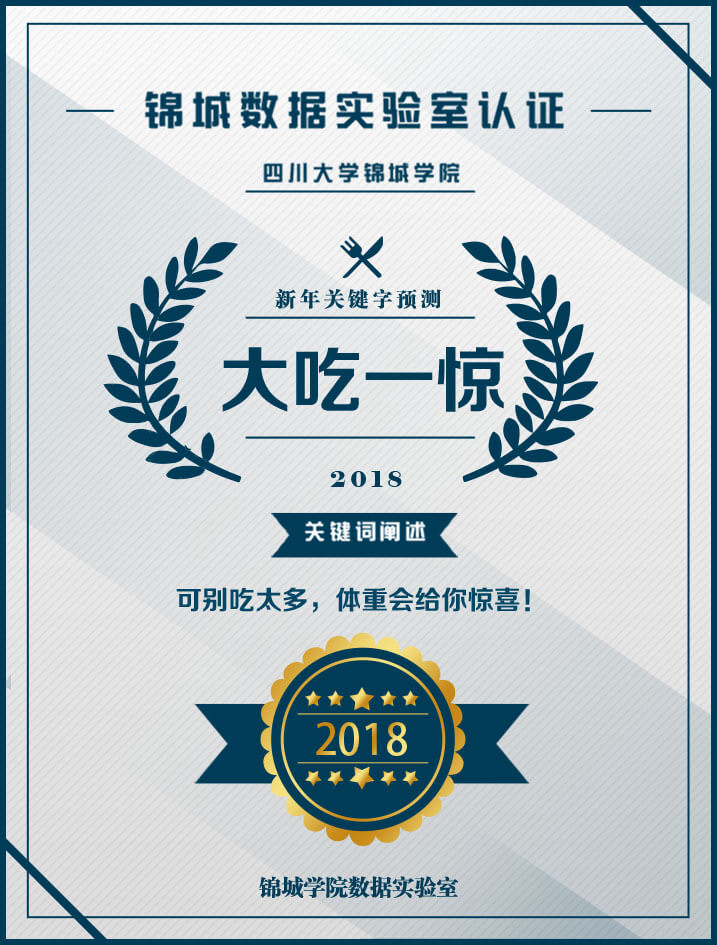 锦城数据实验室认证
四川大学锦城学院
新年关键字预测
大吃一惊
2018
关键词阐述
可别吃太多，体重会给你惊喜！
2018
锦城学院数据实验室